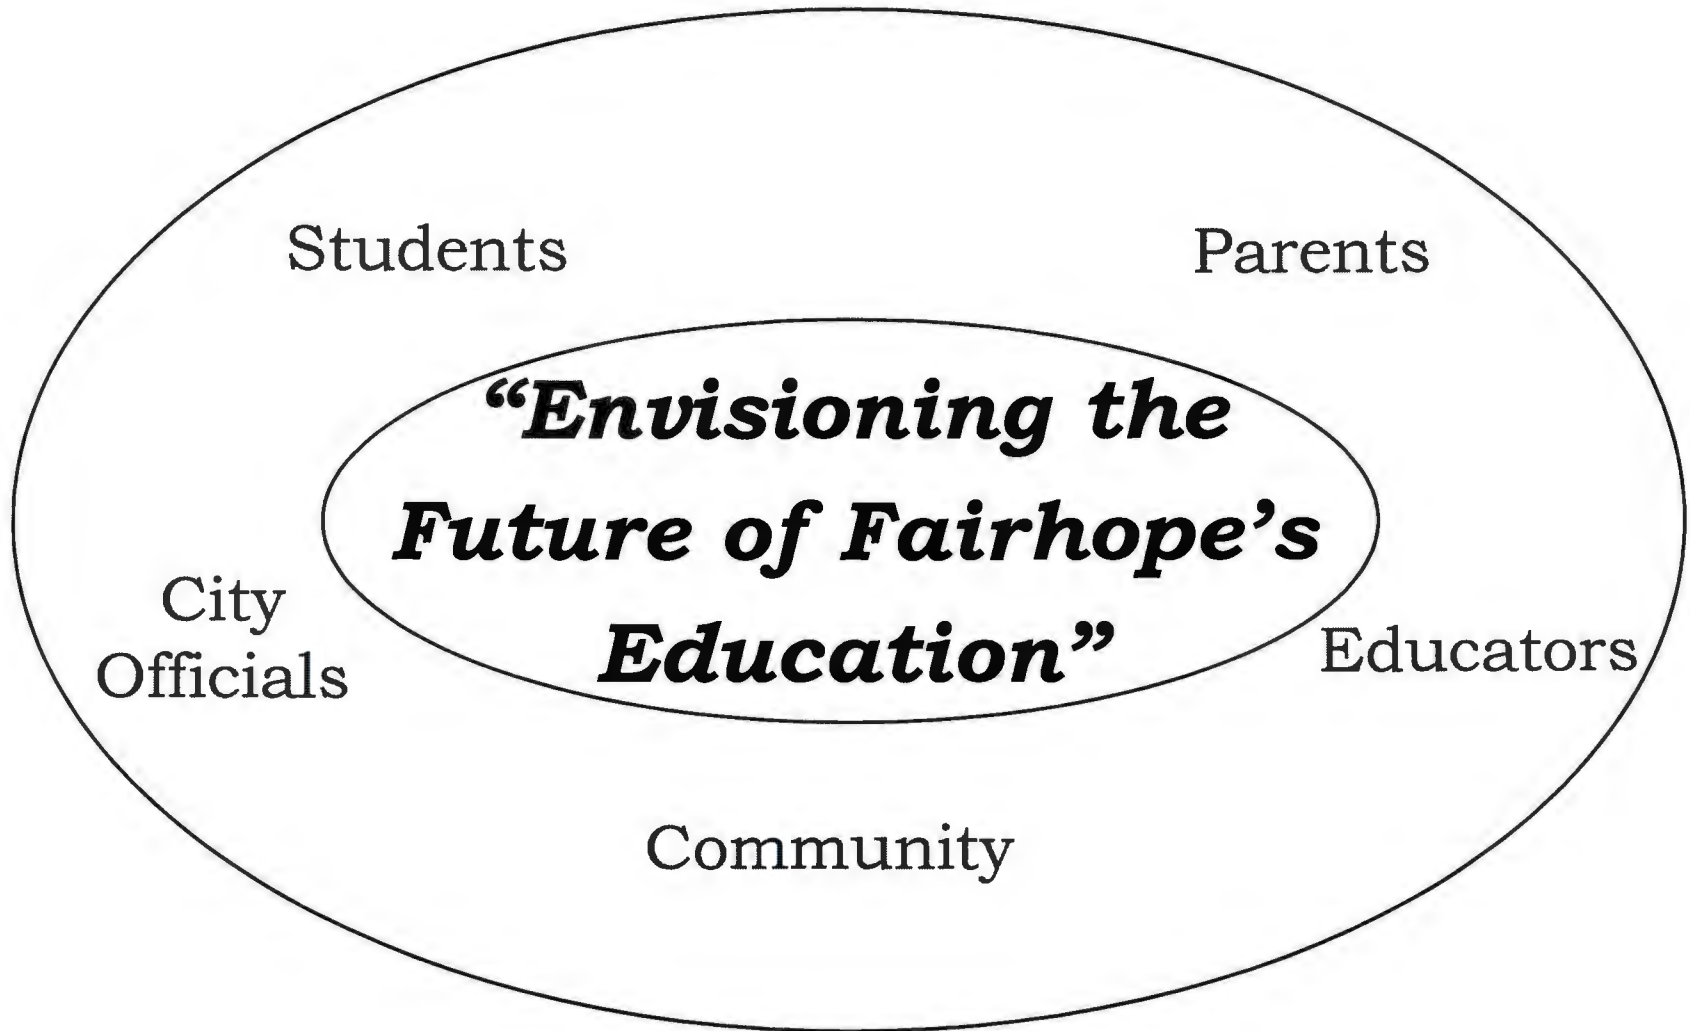 Students
Parents
“Envisioning the
Future of Fairhope’s
Education”
City
Officials
Educators
Community